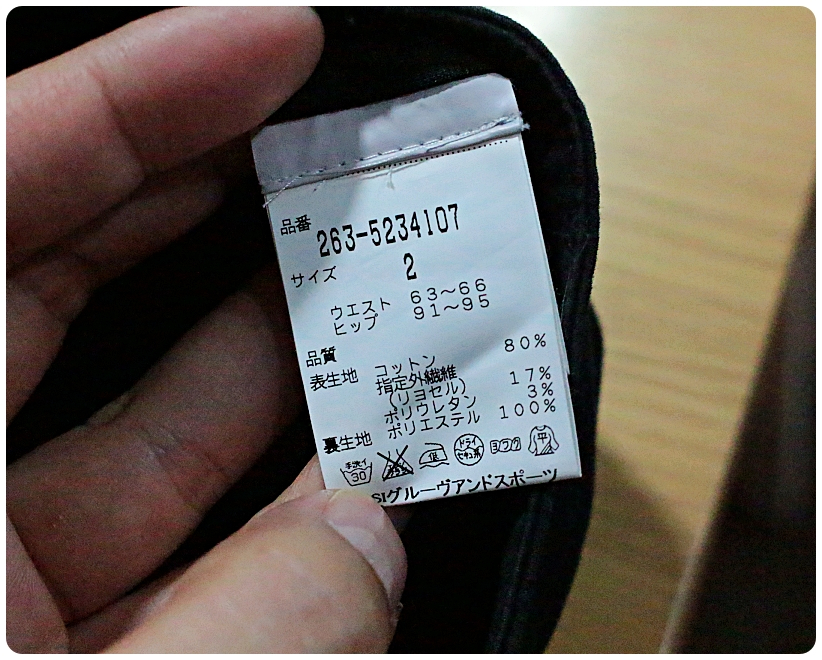 品番
263-5234107
サイズ 2
ウエスト 63〜66
ヒップ 91〜95
品質
表生地 コットン 80%
指定外繊維
(リヨセル) 17%
ポリウレタン 3%
裏生地 ポリエステル 100%
手洗イ 30 低 ドライ セキユ系 ヨワク 平
SIグルーヴアンドスポーツ